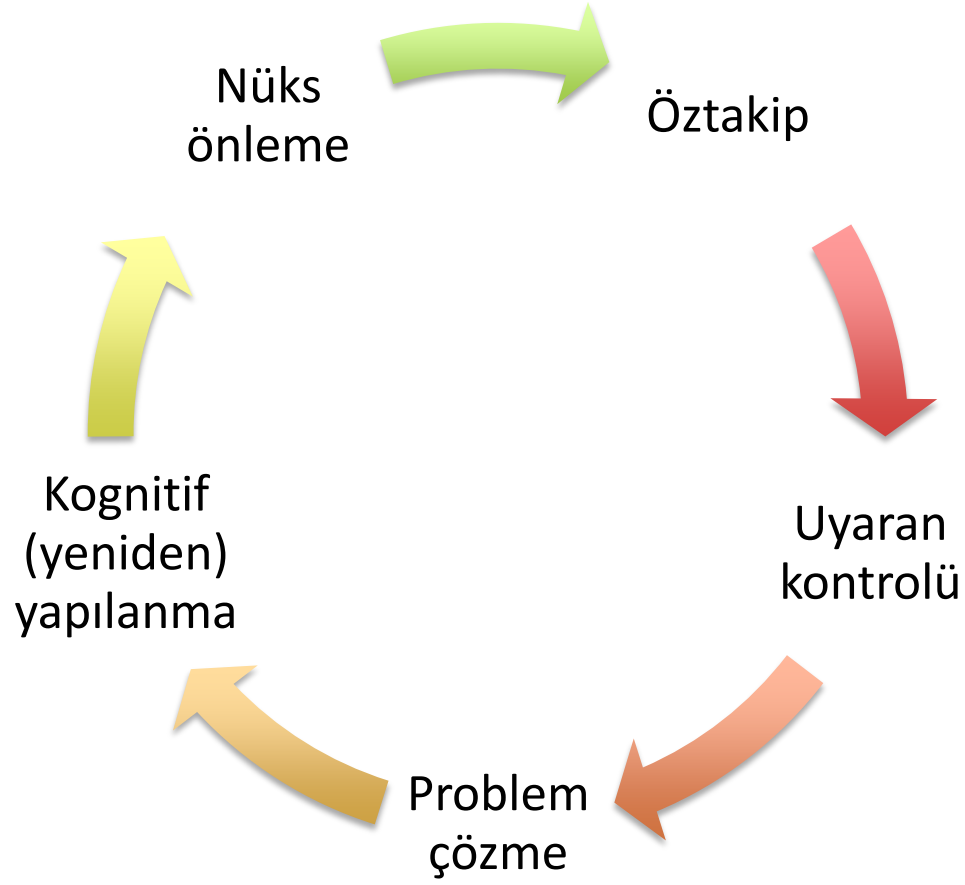 Nüks
önleme
Öztakip
Uyaran
kontrolü
Problem
çözme
Kognitif
(yeniden)
yapılanma